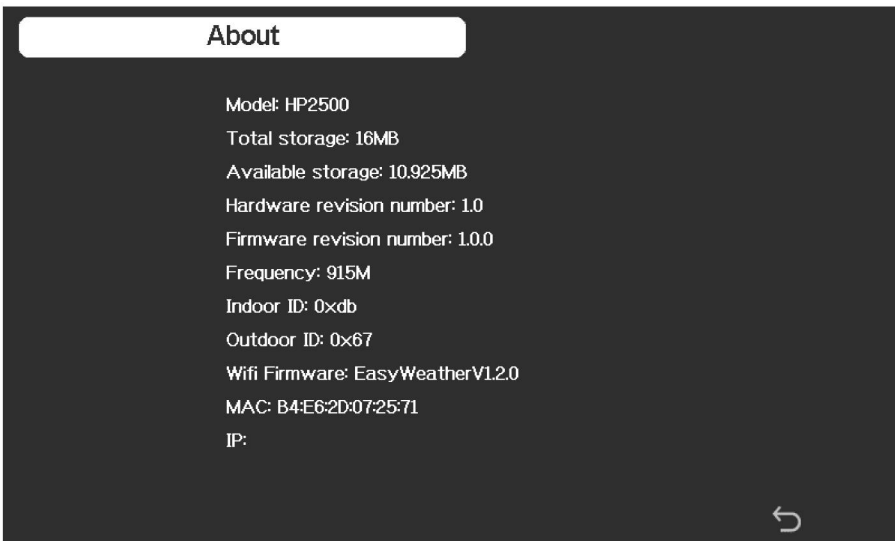 About
Model: HP2500
Total storage: 16MB
Available storage: 10.925MB
Hardware revision number: 1.0
Firmware revision number: 1.0.0
Frequency: 915M
Indoor ID: 0xdb
Outdoor ID: 0x67
Wifi Firmware: EasyWeatherV1.2.0
MAC: B4:E6:2D:07:25:71
IP: